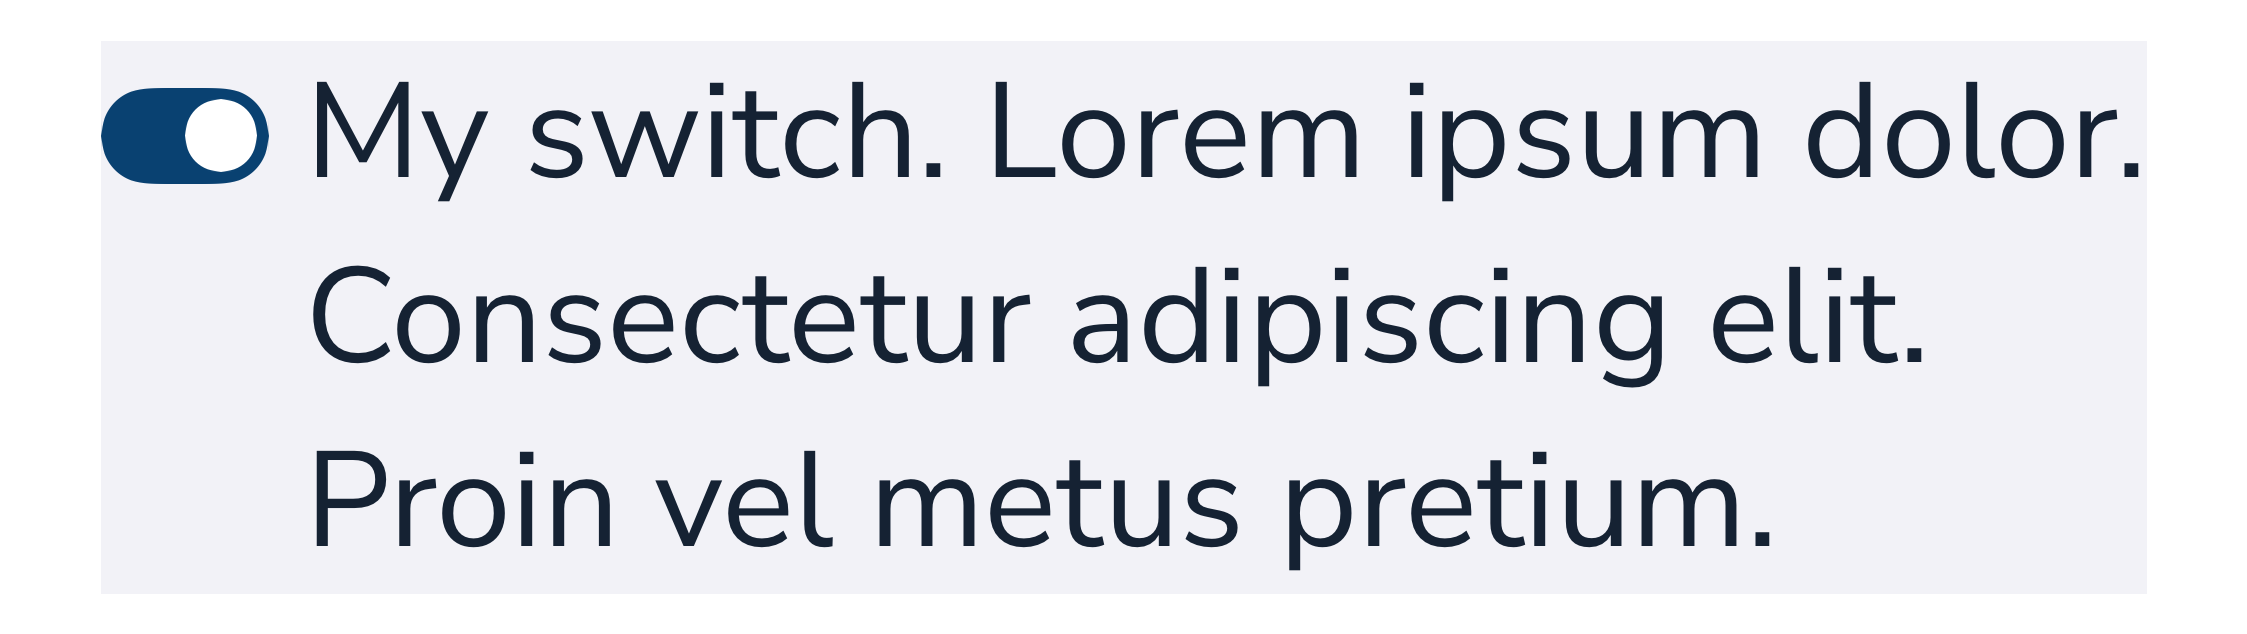 My switch. Lorem ipsum dolor.
Consectetur adipiscing elit.
Proin vel metus pretium.